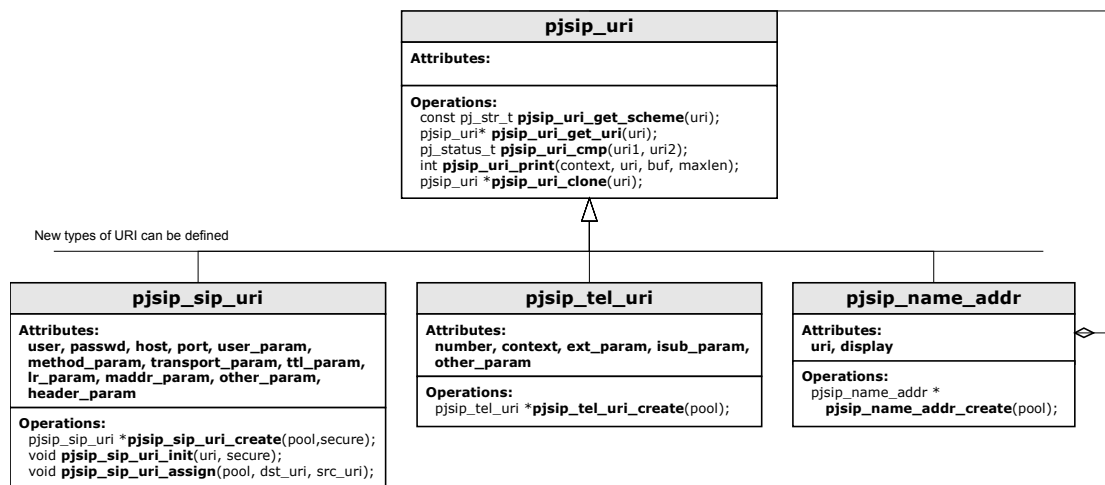 pjsip_uri
Attributes:
Operations:
const pj_str_t pjsip_uri_get_scheme(uri);
pjsip_uri* pjsip_uri_get_uri(uri);
pj_status_t pjsip_uri_cmp(uri1, uri2);
int pjsip_uri_print(context, uri, buf, maxlen);
pjsip_uri *pjsip_uri_clone(uri);
New types of URI can be defined
pjsip_sip_uri
Attributes:
user, passwd, host, port, user_param,
method_param, transport_param, ttl_param,
lr_param, maddr_param, other_param,
header_param
Operations:
pjsip_sip_uri *pjsip_sip_uri_create(pool,secure);
void pjsip_sip_uri_init(uri, secure);
void pjsip_sip_uri_assign(pool, dst_uri, src_uri);
pjsip_tel_uri
Attributes:
number, context, ext_param, isub_param,
other_param
Operations:
pjsip_tel_uri *pjsip_tel_uri_create(pool);
pjsip_name_addr
Attributes:
uri, display
Operations:
pjsip_name_addr *
pjsip_name_addr_create(pool);